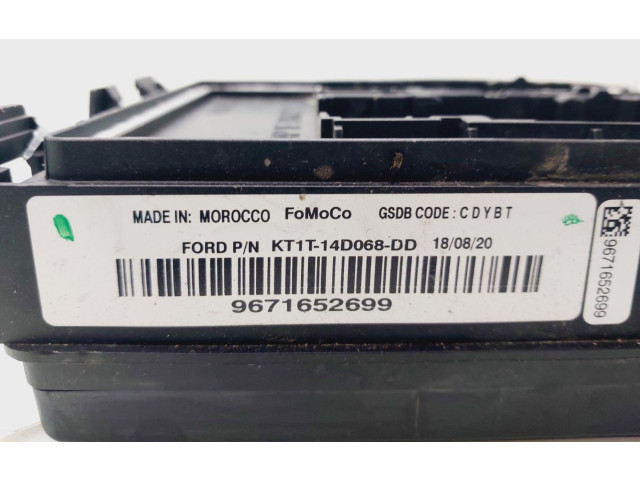 MADE IN: MOROCCO FoMoCo GSDB CODE: CDYBT
FORD P/N KT1T-14D068-DD 18/08/20
9671652699
9671652699